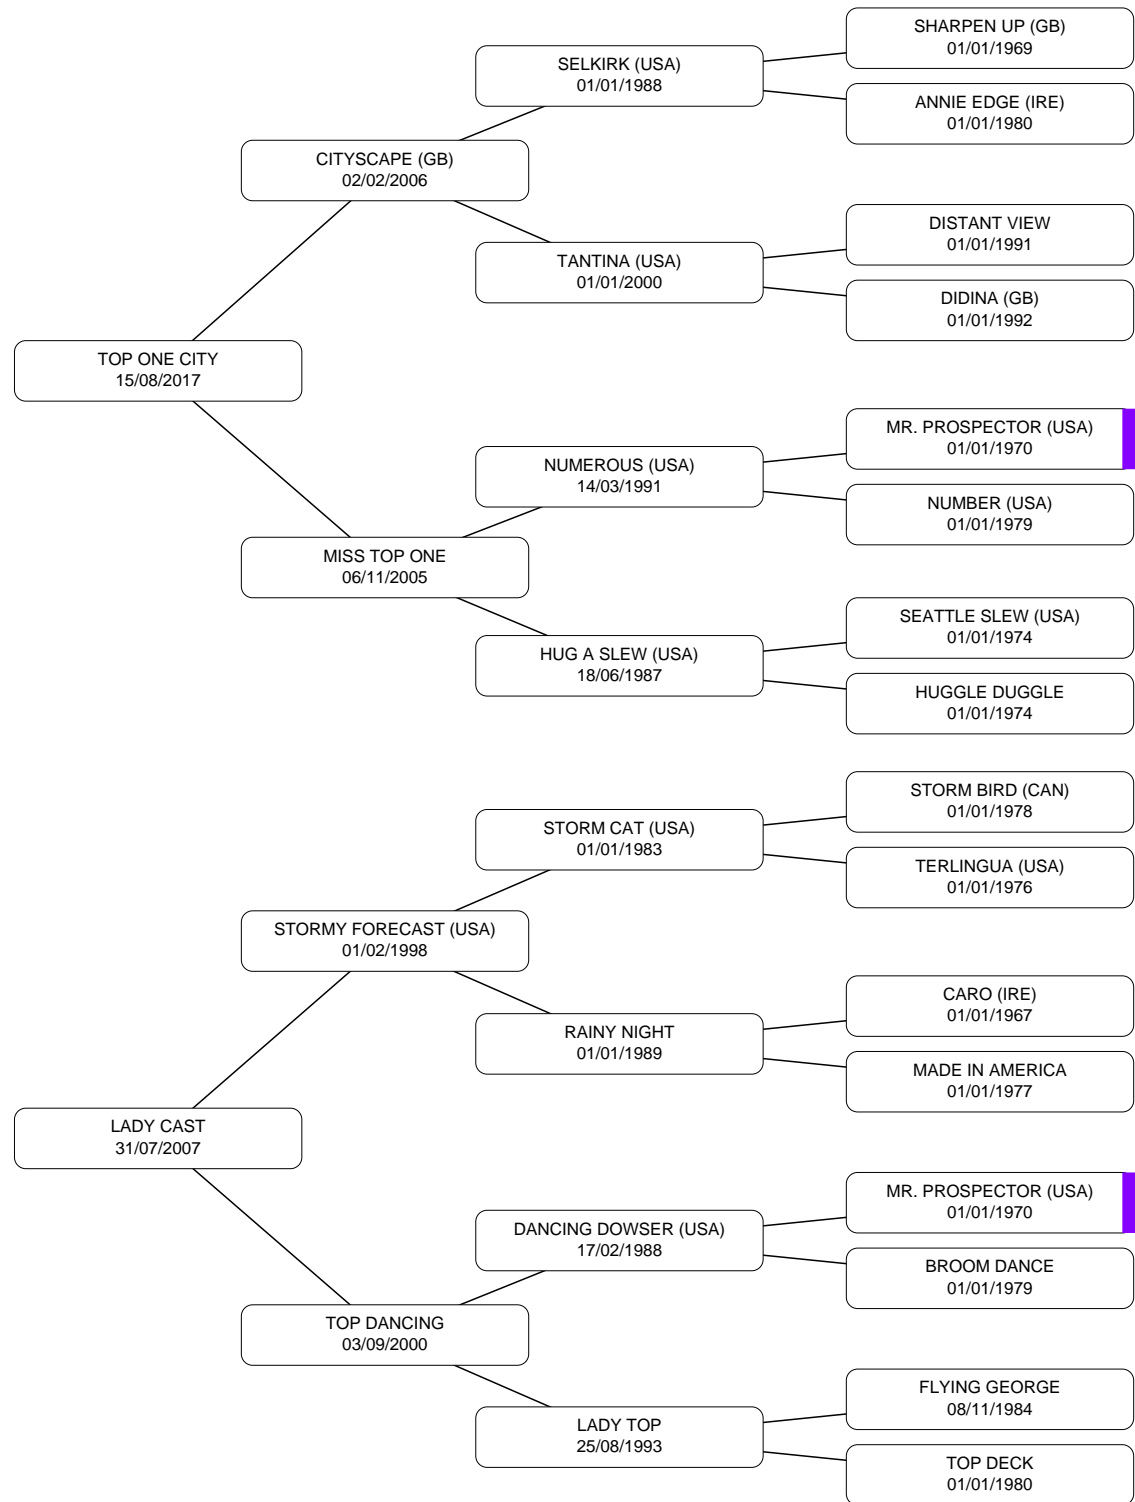 SHARPEN UP (GB)
01/01/1969
SELKIRK (USA)
01/01/1988
ANNIE EDGE (IRE)
01/01/1980
CITYSCAPE (GB)
02/02/2006
DISTANT VIEW
01/01/1991
TANTINA (USA)
01/01/2000
DIDINA (GB)
01/01/1992
TOP ONE CITY
15/08/2017
MR. PROSPECTOR (USA)
01/01/1970
NUMEROUS (USA)
14/03/1991
NUMBER (USA)
01/01/1979
MISS TOP ONE
06/11/2005
SEATTLE SLEW (USA)
01/01/1974
HUG A SLEW (USA)
18/06/1987
HUGGLE DUGGLE
01/01/1974
STORM BIRD (CAN)
01/01/1978
STORM CAT (USA)
01/01/1983
TERLINGUA (USA)
01/01/1976
STORMY FORECAST (USA)
01/02/1998
CARO (IRE)
01/01/1967
RAINY NIGHT
01/01/1989
MADE IN AMERICA
01/01/1977
LADY CAST
31/07/2007
MR. PROSPECTOR (USA)
01/01/1970
DANCING DOWSER (USA)
17/02/1988
BROOM DANCE
01/01/1979
TOP DANCING
03/09/2000
FLYING GEORGE
08/11/1984
LADY TOP
25/08/1993
TOP DECK
01/01/1980